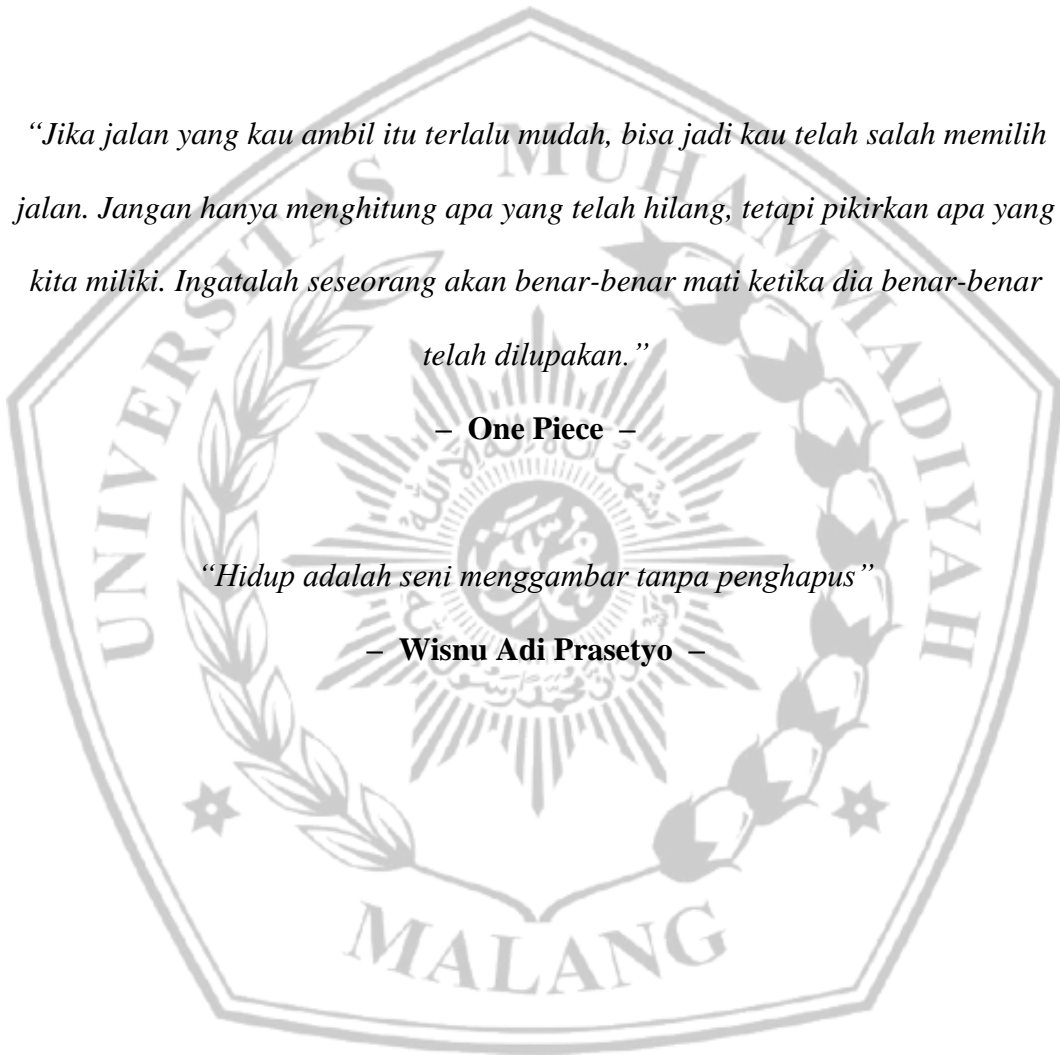 “Jika jalan yang kau ambil itu terlalu mudah, bisa jadi kau telah salah memilih
jalan. Jangan hanya menghitung apa yang telah hilang, tetapi pikirkan apa yang
kita miliki. Ingatalah seseorang akan benar-benar mati ketika dia benar-benar
telah dilupakan.”
– One Piece –
“Hidup adalah seni menggambar tanpa penghapus”
– Wisnu Adi Prasetyo –
UNIVERSITAS MUHAMMADIYAH
MALANG